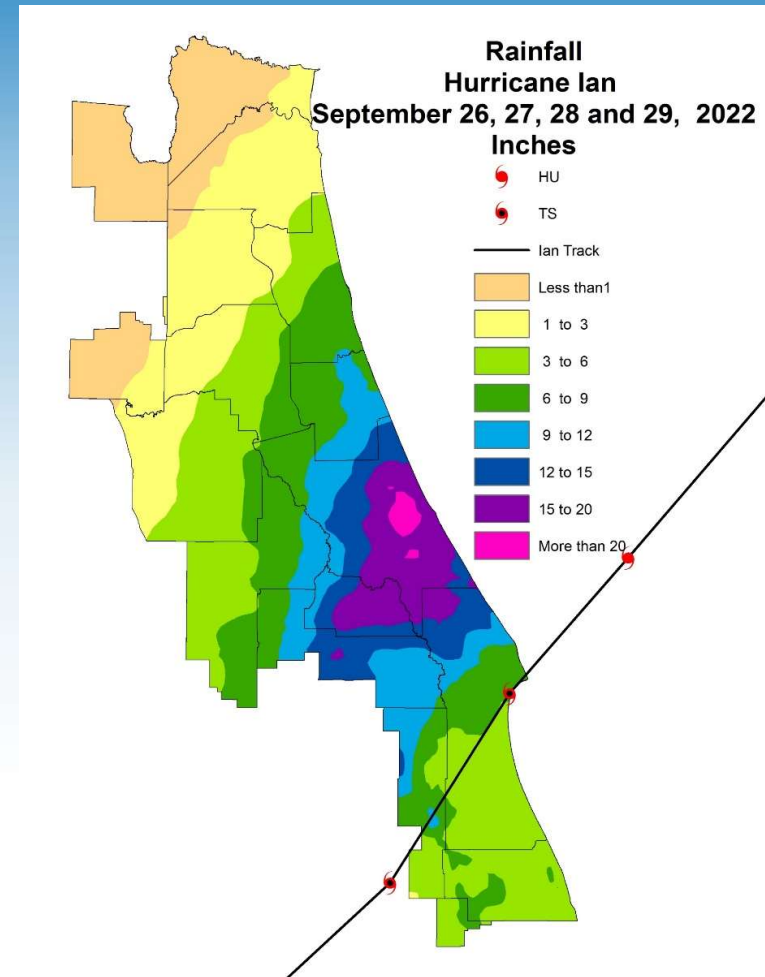 Rainfall
Hurricane Ian
September 26, 27, 28 and 29, 2022
Inches
HU
TS
Ian Track
Less than1
1 to 3
3 to 6
6 to 9
9 to 12
12 to 15
15 to 20
More than 20